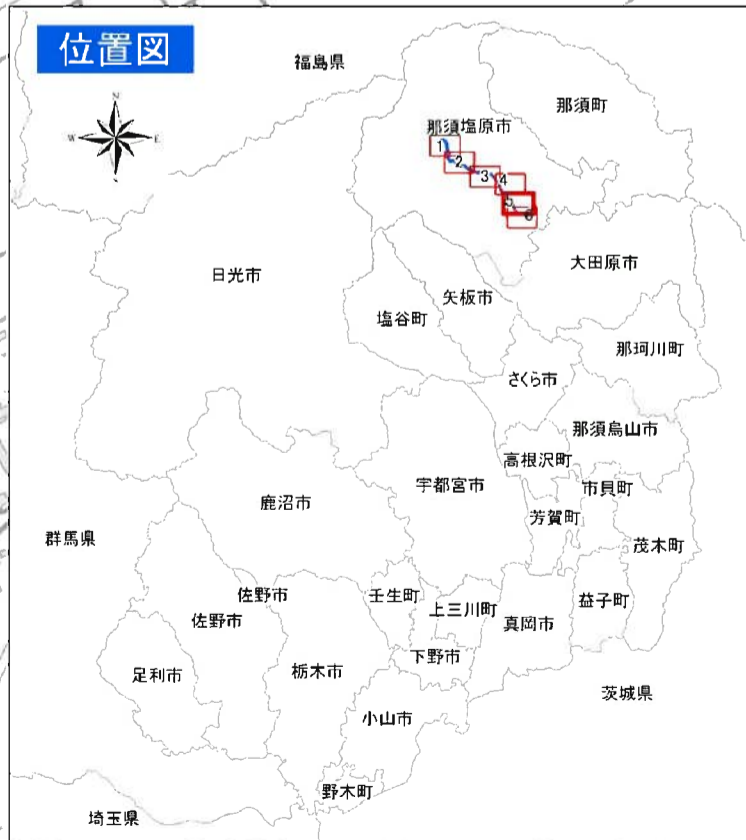 位置図
福島県
N
W
E
S
那須町
那須塩原市
1
2
3
4
5
6
大田原市
日光市
矢板市
塩谷町
那珂川町
さくら市
那須烏山市
高根沢町
宇都宮市
市貝町
鹿沼市
芳賀町
群馬県
茂木町
佐野市
壬生町
上三川町
益子町
佐野市
真岡市
下野市
足利市
栃木市
茨城県
小山市
野木町
埼玉県